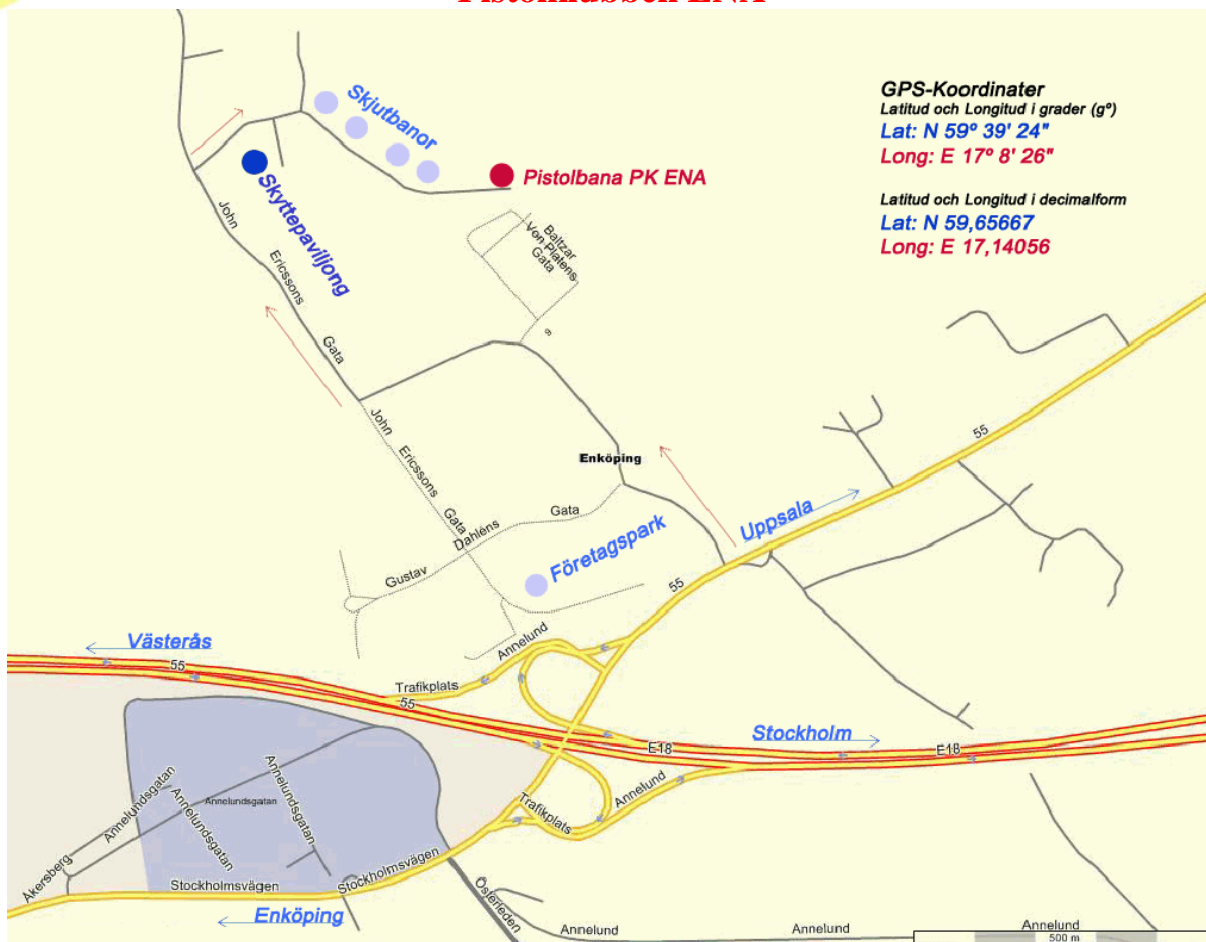 Pistolklubben ENA
GPS-Koordinater
Latitud och Longitud i grader (gº)
Lat: N 59º 39' 24"
Long: E 17º 8' 26"
Latitud och Longitud i decimalform
Lat: N 59,65667
Long: E 17,14056
Skjutbanor
Pistolbana PK ENA
Skyttepaviljong
John
Ericssons
Gata
Baltzar
Von-Platens
Gata
John
Ericssons
Gata
Enköping
55
Uppsala
Gustav
Dahléns
Gata
Företagspark
55
Västerås
55
Trafikplats
Annelund
55
E18
Stockholm
E18
Trafikplats
Annelund
Annelundsgatan
Annelundsgatan
Annelundsgatan
Annelundsgatan
Åkersberg
Stockholmsvägen
Stockholmsvägen
Enköping
Österleden
Annelund
Annelund
Annelund
500 m